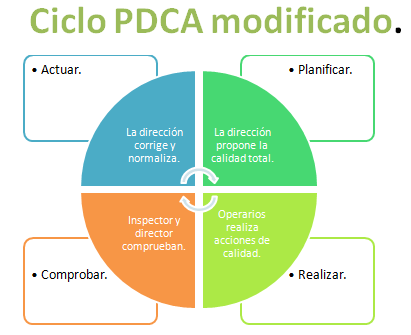 Ciclo PDCA modificado.
• Actuar.
• Planificar.
La dirección
corrige y
normaliza.
La dirección
propone la
calidad total.
Inspector y
director
comprueban.
Operarios
realiza
acciones de
calidad.
• Comprobar.
• Realizar.